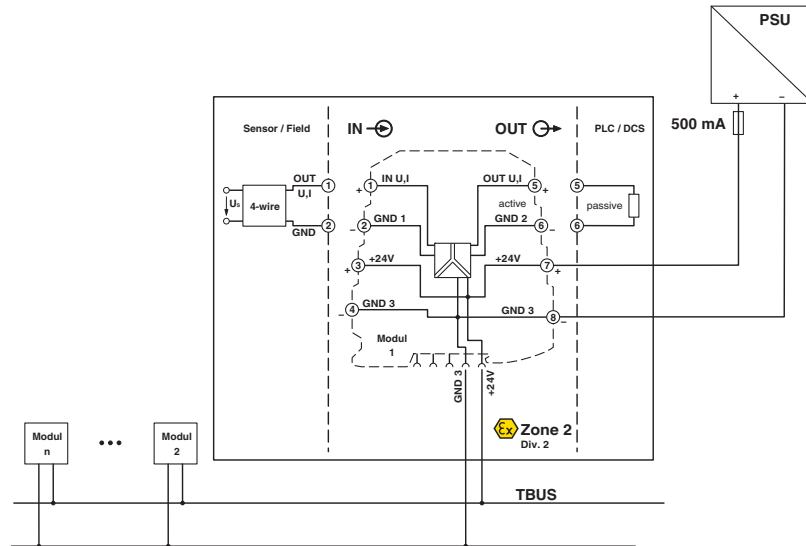 PSU
+ –
500 mA
Sensor / Field
IN
OUT
PLC / DCS
OUT
U,I
1
1
IN U,I
OUT U,I
5
5
+
+
Us
4-wire
active
passive
GND
2
2
GND 1
GND 2
6
6
–
–
3
+24V
+24V
7
+
+
4
GND 3
GND 3
8
–
–
Modul
1
GND 3
+24V
Ex
Zone 2
Div. 2
Modul
n
•••
Modul
2
TBUS